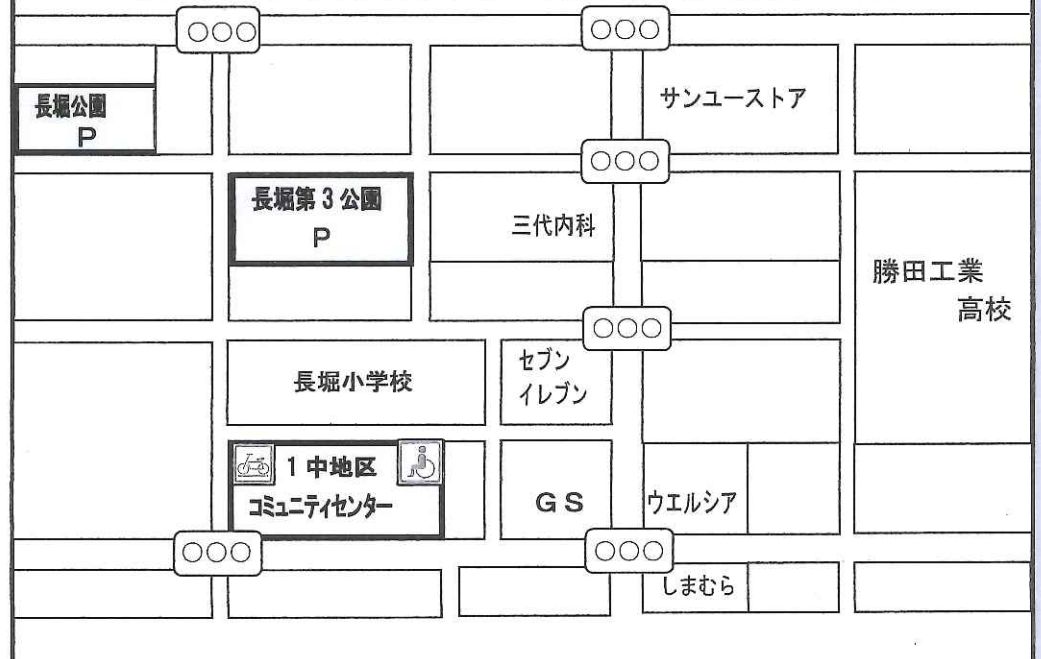 サンユーストア
長堀公園
P
長堀第3公園
P
三代内科
勝田工業
高校
セブン
イレブン
長堀小学校
1中地区
コミュニティセンター
GS
ウエルシア
しまむら